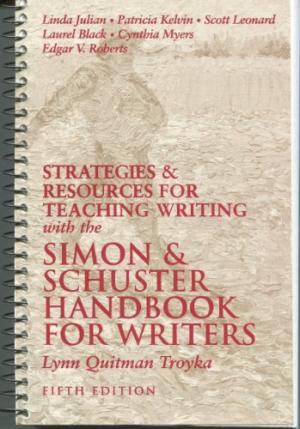 Linda Julian • Patricia Kelvin • Scott Leonard
Laurel Black • Cynthia Myers
Edgar V. Roberts
STRATEGIES &
RESOURCES FOR
TEACHING WRITING
with the
SIMON &
SCHUSTER
HANDBOOK
FOR WRITERS
Lynn Quitman Troyka
FIFTH EDITION